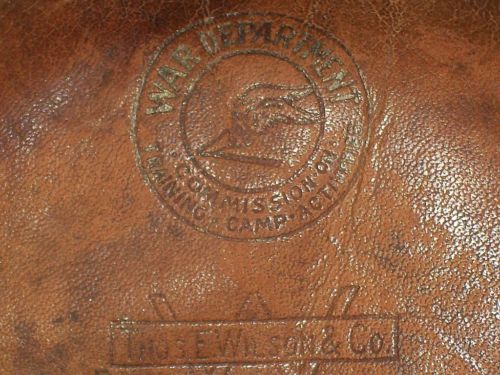 WAR DEPARTMENT
COMMISSION·ON
TRAINING·CAMP·ACTIVITIES
THOS.E.WILSON & CO.